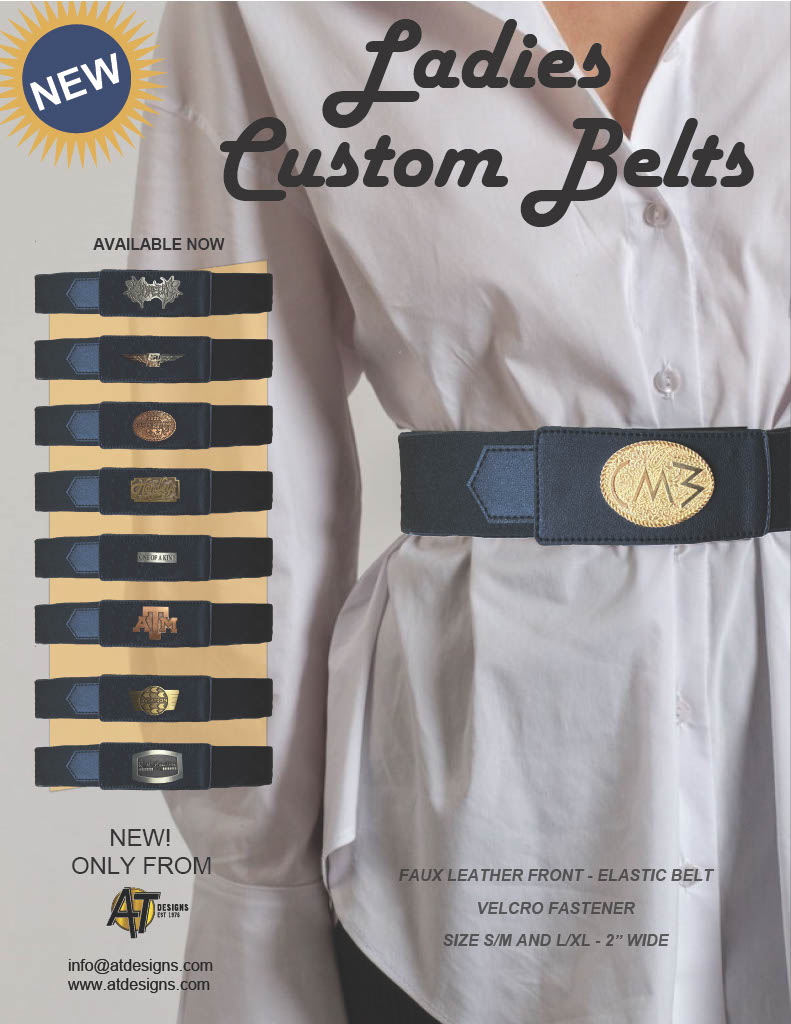 NEW
Ladies
Custom Belts
AVAILABLE NOW
ONE OF A KIND
ATM
CM3
NEW!
ONLY FROM
AT
DESIGNS
EST 1976
info@atdesigns.com
www.atdesigns.com
FAUX LEATHER FRONT - ELASTIC BELT
VELCRO FASTENER
SIZE S/M AND L/XL - 2” WIDE